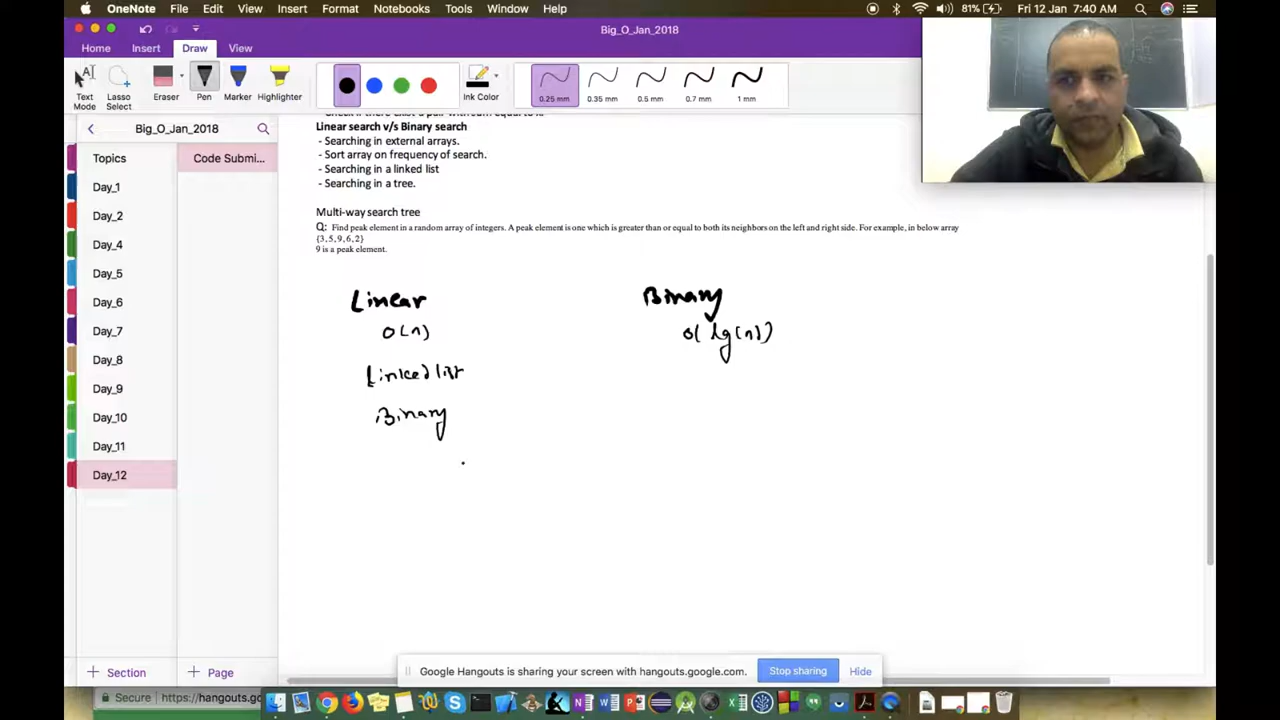 OneNote File Edit View Insert Format Notebooks Tools Window Help 81% Fri 12 Jan 7:40 AM
Big_O_Jan_2018
Home Insert Draw View
Text Mode
Lasso Select
Eraser
Pen
Marker
Highlighter
Ink Color
0.25 mm 0.35 mm 0.5 mm 0.7 mm 1 mm
Big_O_Jan_2018
Topics
Day_1
Day_2
Day_4
Day_5
Day_6
Day_7
Day_8
Day_9
Day_10
Day_11
Day_12
Code Submi...
Linear search v/s Binary search
- Searching in external arrays.
- Sort array on frequency of search.
- Searching in a linked list
- Searching in a tree.
Multi-way search tree
Q: Find peak element in a random array of integers. A peak element is one which is greater than or equal to both its neighbors on the left and right side. For example, in below array
{3, 5, 9, 6, 2}
9 is a peak element.
Linear Binary
O(n) O(lg(n))
Linked list
Binary
+ Section + Page
Google Hangouts is sharing your screen with hangouts.google.com. Stop sharing Hide
Secure https://hangouts.go